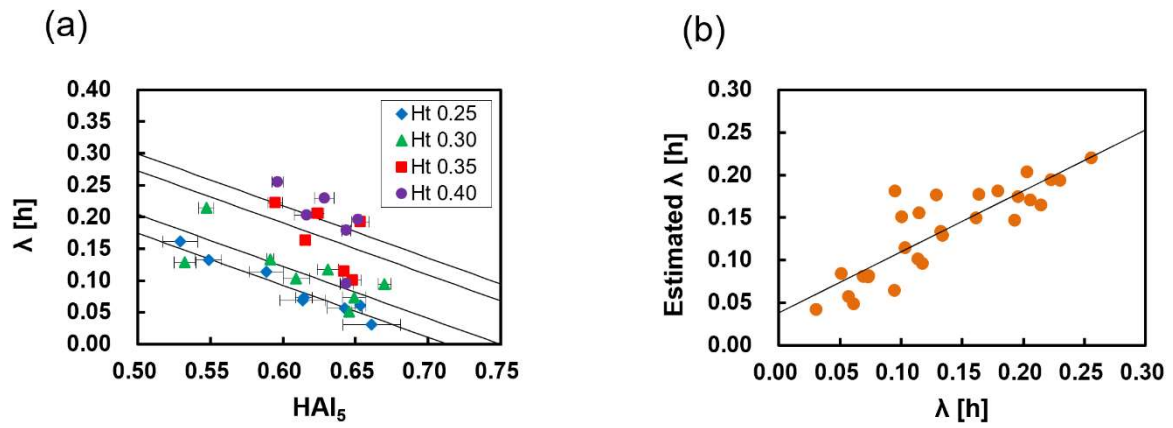 (a)
0.40
0.35
0.30
0.25
0.20
0.15
0.10
0.05
0.00
λ [h]
Ht 0.25
Ht 0.30
Ht 0.35
Ht 0.40
0.50 0.55 0.60 0.65 0.70 0.75
HAI₅
(b)
0.30
0.25
0.20
0.15
0.10
0.05
0.00
Estimated λ [h]
0.00 0.05 0.10 0.15 0.20 0.25 0.30
λ [h]